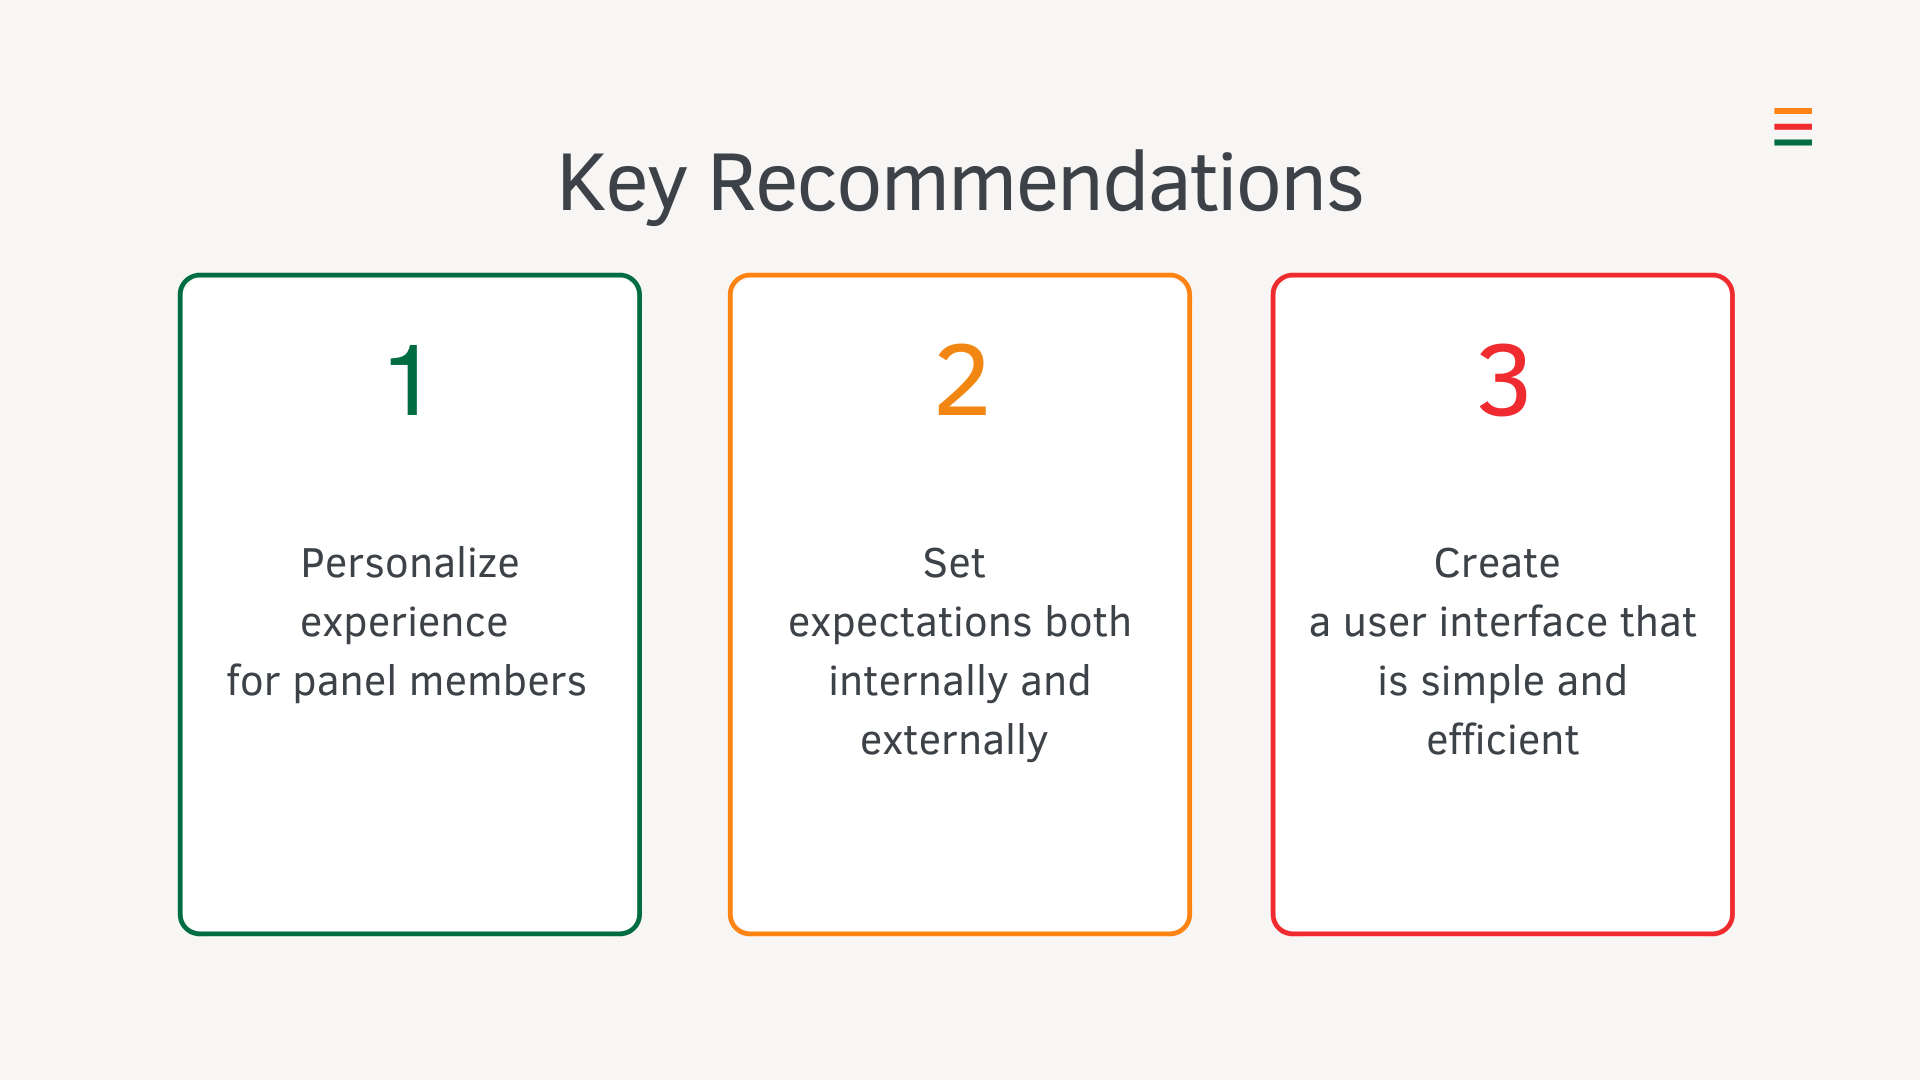 Key Recommendations
1
Personalize
experience
for panel members
2
Set
expectations both
internally and
externally
3
Create
a user interface that
is simple and
efficient